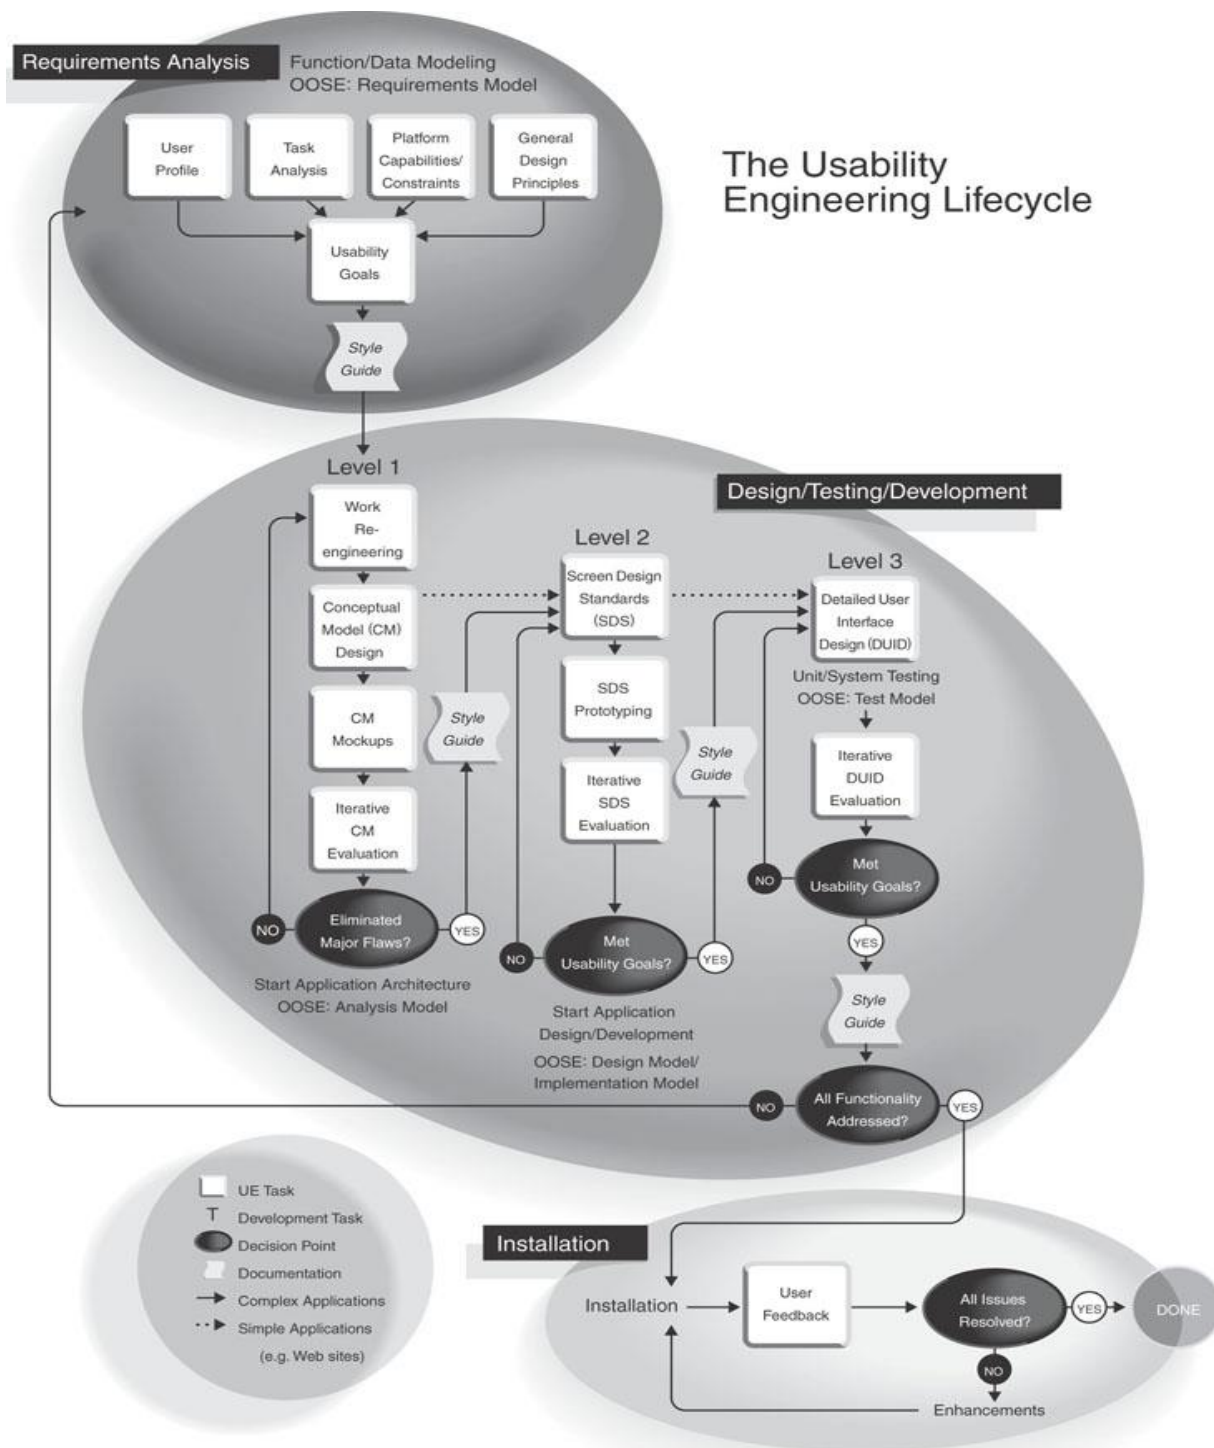 Requirements Analysis
Function/Data Modeling
OOSE: Requirements Model
User
Profile
Task
Analysis
Platform
Capabilities/
Constraints
General
Design
Principles
The Usability
Engineering Lifecycle
Usability
Goals
Style
Guide
Level 1
Work
Re-
engineering
Conceptual
Model (CM)
Design
CM
Mockups
Iterative
CM
Evaluation
Eliminated
Major Flaws?
NO
YES
Start Application Architecture
OOSE: Analysis Model
Style
Guide
Design/Testing/Development
Level 2
Screen Design
Standards
(SDS)
SDS
Prototyping
Iterative
SDS
Evaluation
Met
Usability Goals?
NO
YES
Start Application
Design/Development
OOSE: Design Model/
Implementation Model
Style
Guide
Level 3
Detailed User
Interface
Design (DUID)
Unit/System Testing
OOSE: Test Model
Iterative
DUID
Evaluation
Met
Usability Goals?
NO
YES
Style
Guide
All Functionality
Addressed?
NO
YES
UE Task
T
Development Task
Decision Point
Documentation
Complex Applications
Simple Applications
(e.g. Web sites)
Installation
Installation
User
Feedback
All Issues
Resolved?
YES
DONE
NO
Enhancements